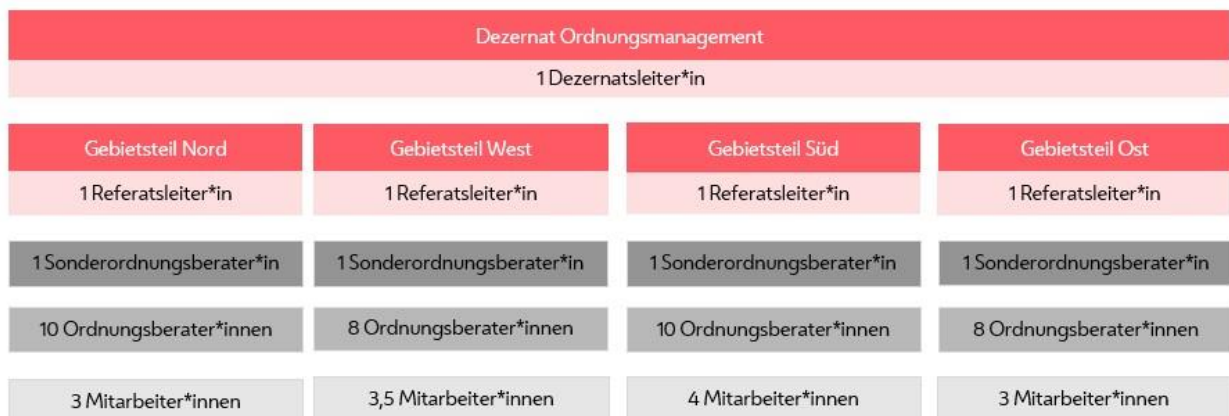 Dezernat Ordnungsmanagement
1 Dezernatsleiter*in
Gebietsteil Nord
Gebietsteil West
Gebietsteil Süd
Gebietsteil Ost
1 Referatsleiter*in
1 Referatsleiter*in
1 Referatsleiter*in
1 Referatsleiter*in
1 Sonderordnungsberater*in
1 Sonderordnungsberater*in
1 Sonderordnungsberater*in
1 Sonderordnungsberater*in
10 Ordnungsberater*innen
8 Ordnungsberater*innen
10 Ordnungsberater*innen
8 Ordnungsberater*innen
3 Mitarbeiter*innen
3,5 Mitarbeiter*innen
4 Mitarbeiter*innen
3 Mitarbeiter*innen